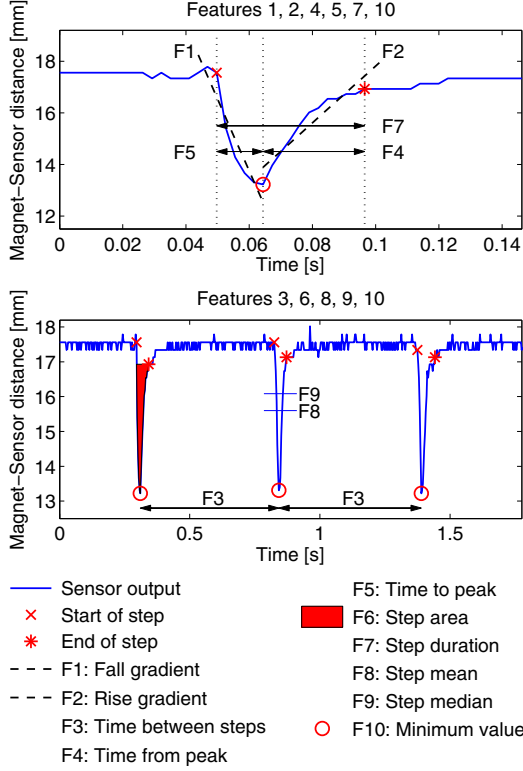 Features 1, 2, 4, 5, 7, 10
Magnet−Sensor distance [mm]
18
16
14
12
F1
F2
F7
F5
F4
0
0.02
0.04
0.06
0.08
0.1
0.12
0.14
Time [s]
Features 3, 6, 8, 9, 10
Magnet−Sensor distance [mm]
18
17
16
15
14
13
F9
F8
F3
F3
0
0.5
1
1.5
Time [s]
Sensor output
Start of step
End of step
F1: Fall gradient
F2: Rise gradient
F3: Time between steps
F4: Time from peak
F5: Time to peak
F6: Step area
F7: Step duration
F8: Step mean
F9: Step median
F10: Minimum value